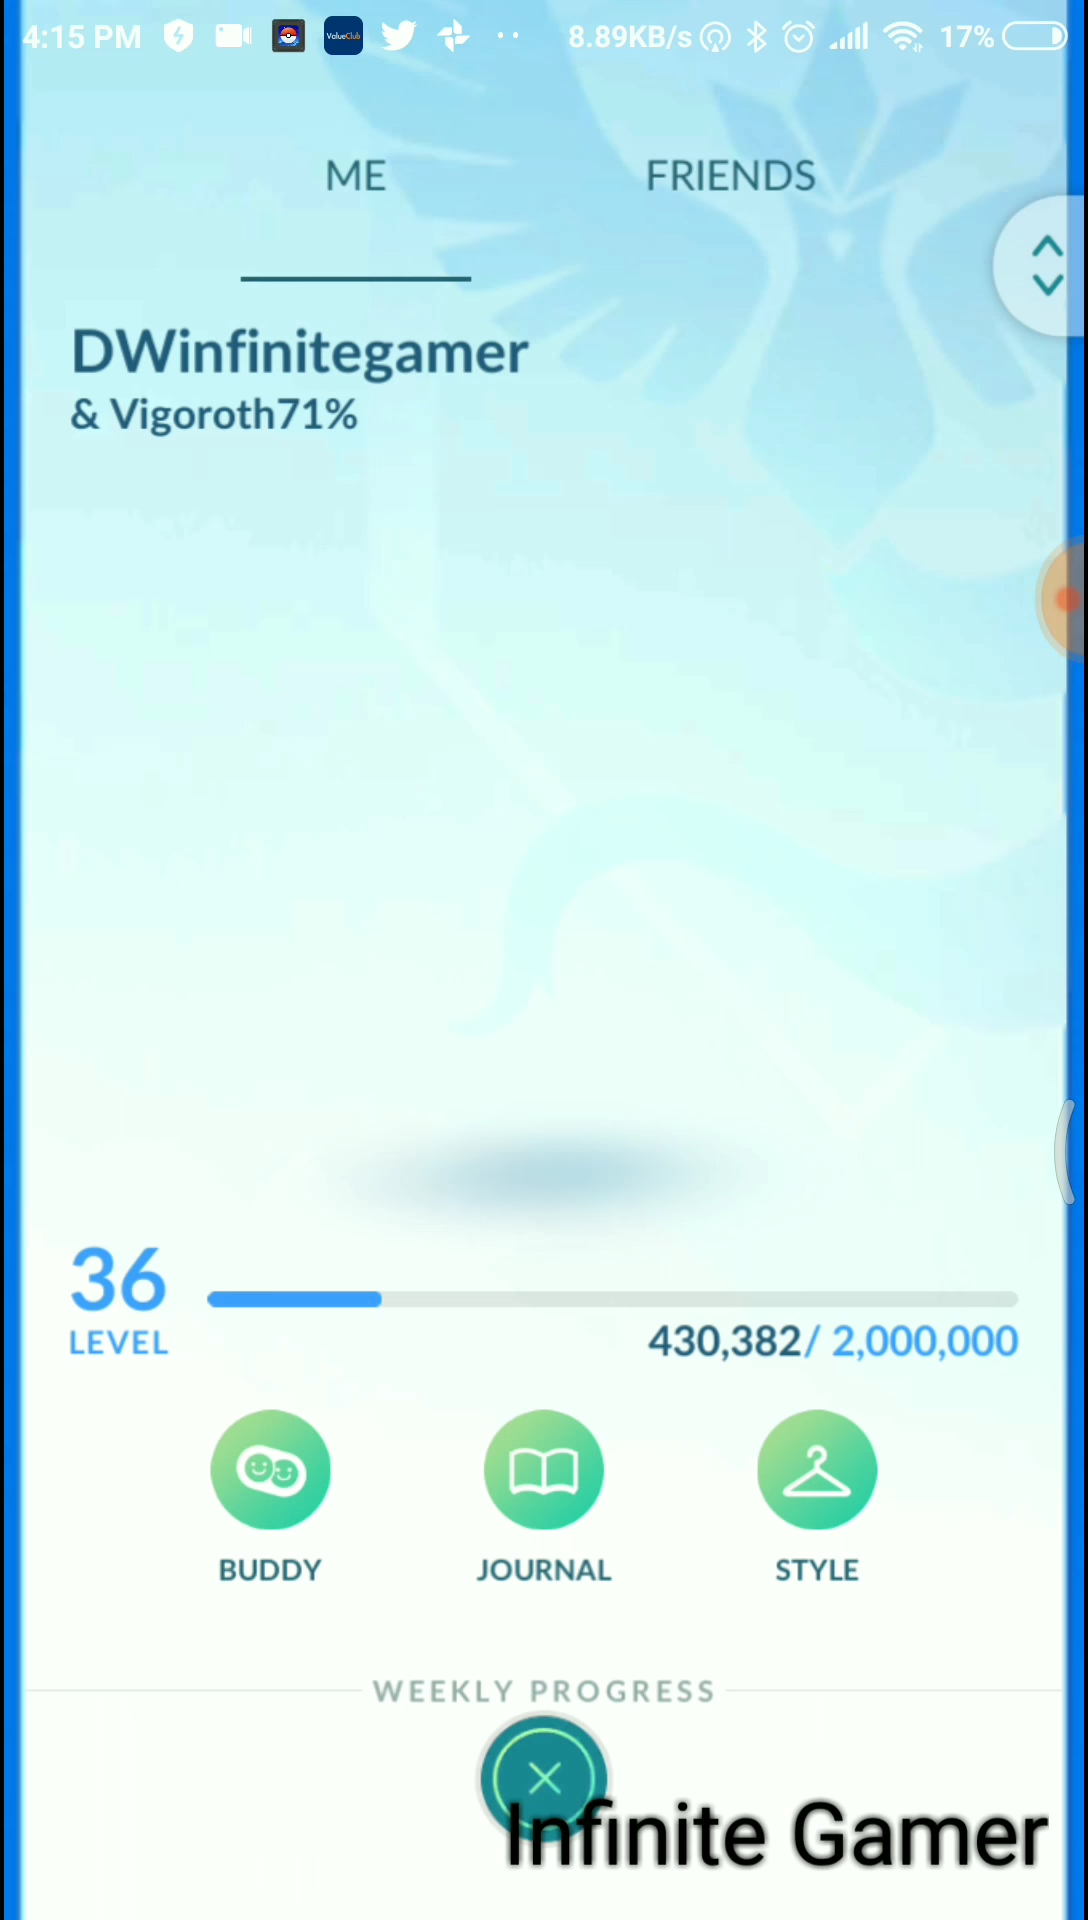 4:15 PM ValueClub 8.89KB/s 17%
ME FRIENDS
DWinfinitegamer
& Vigoroth71%
36
LEVEL
430,382/ 2,000,000
BUDDY JOURNAL STYLE
WEEKLY PROGRESS
Infinite Gamer